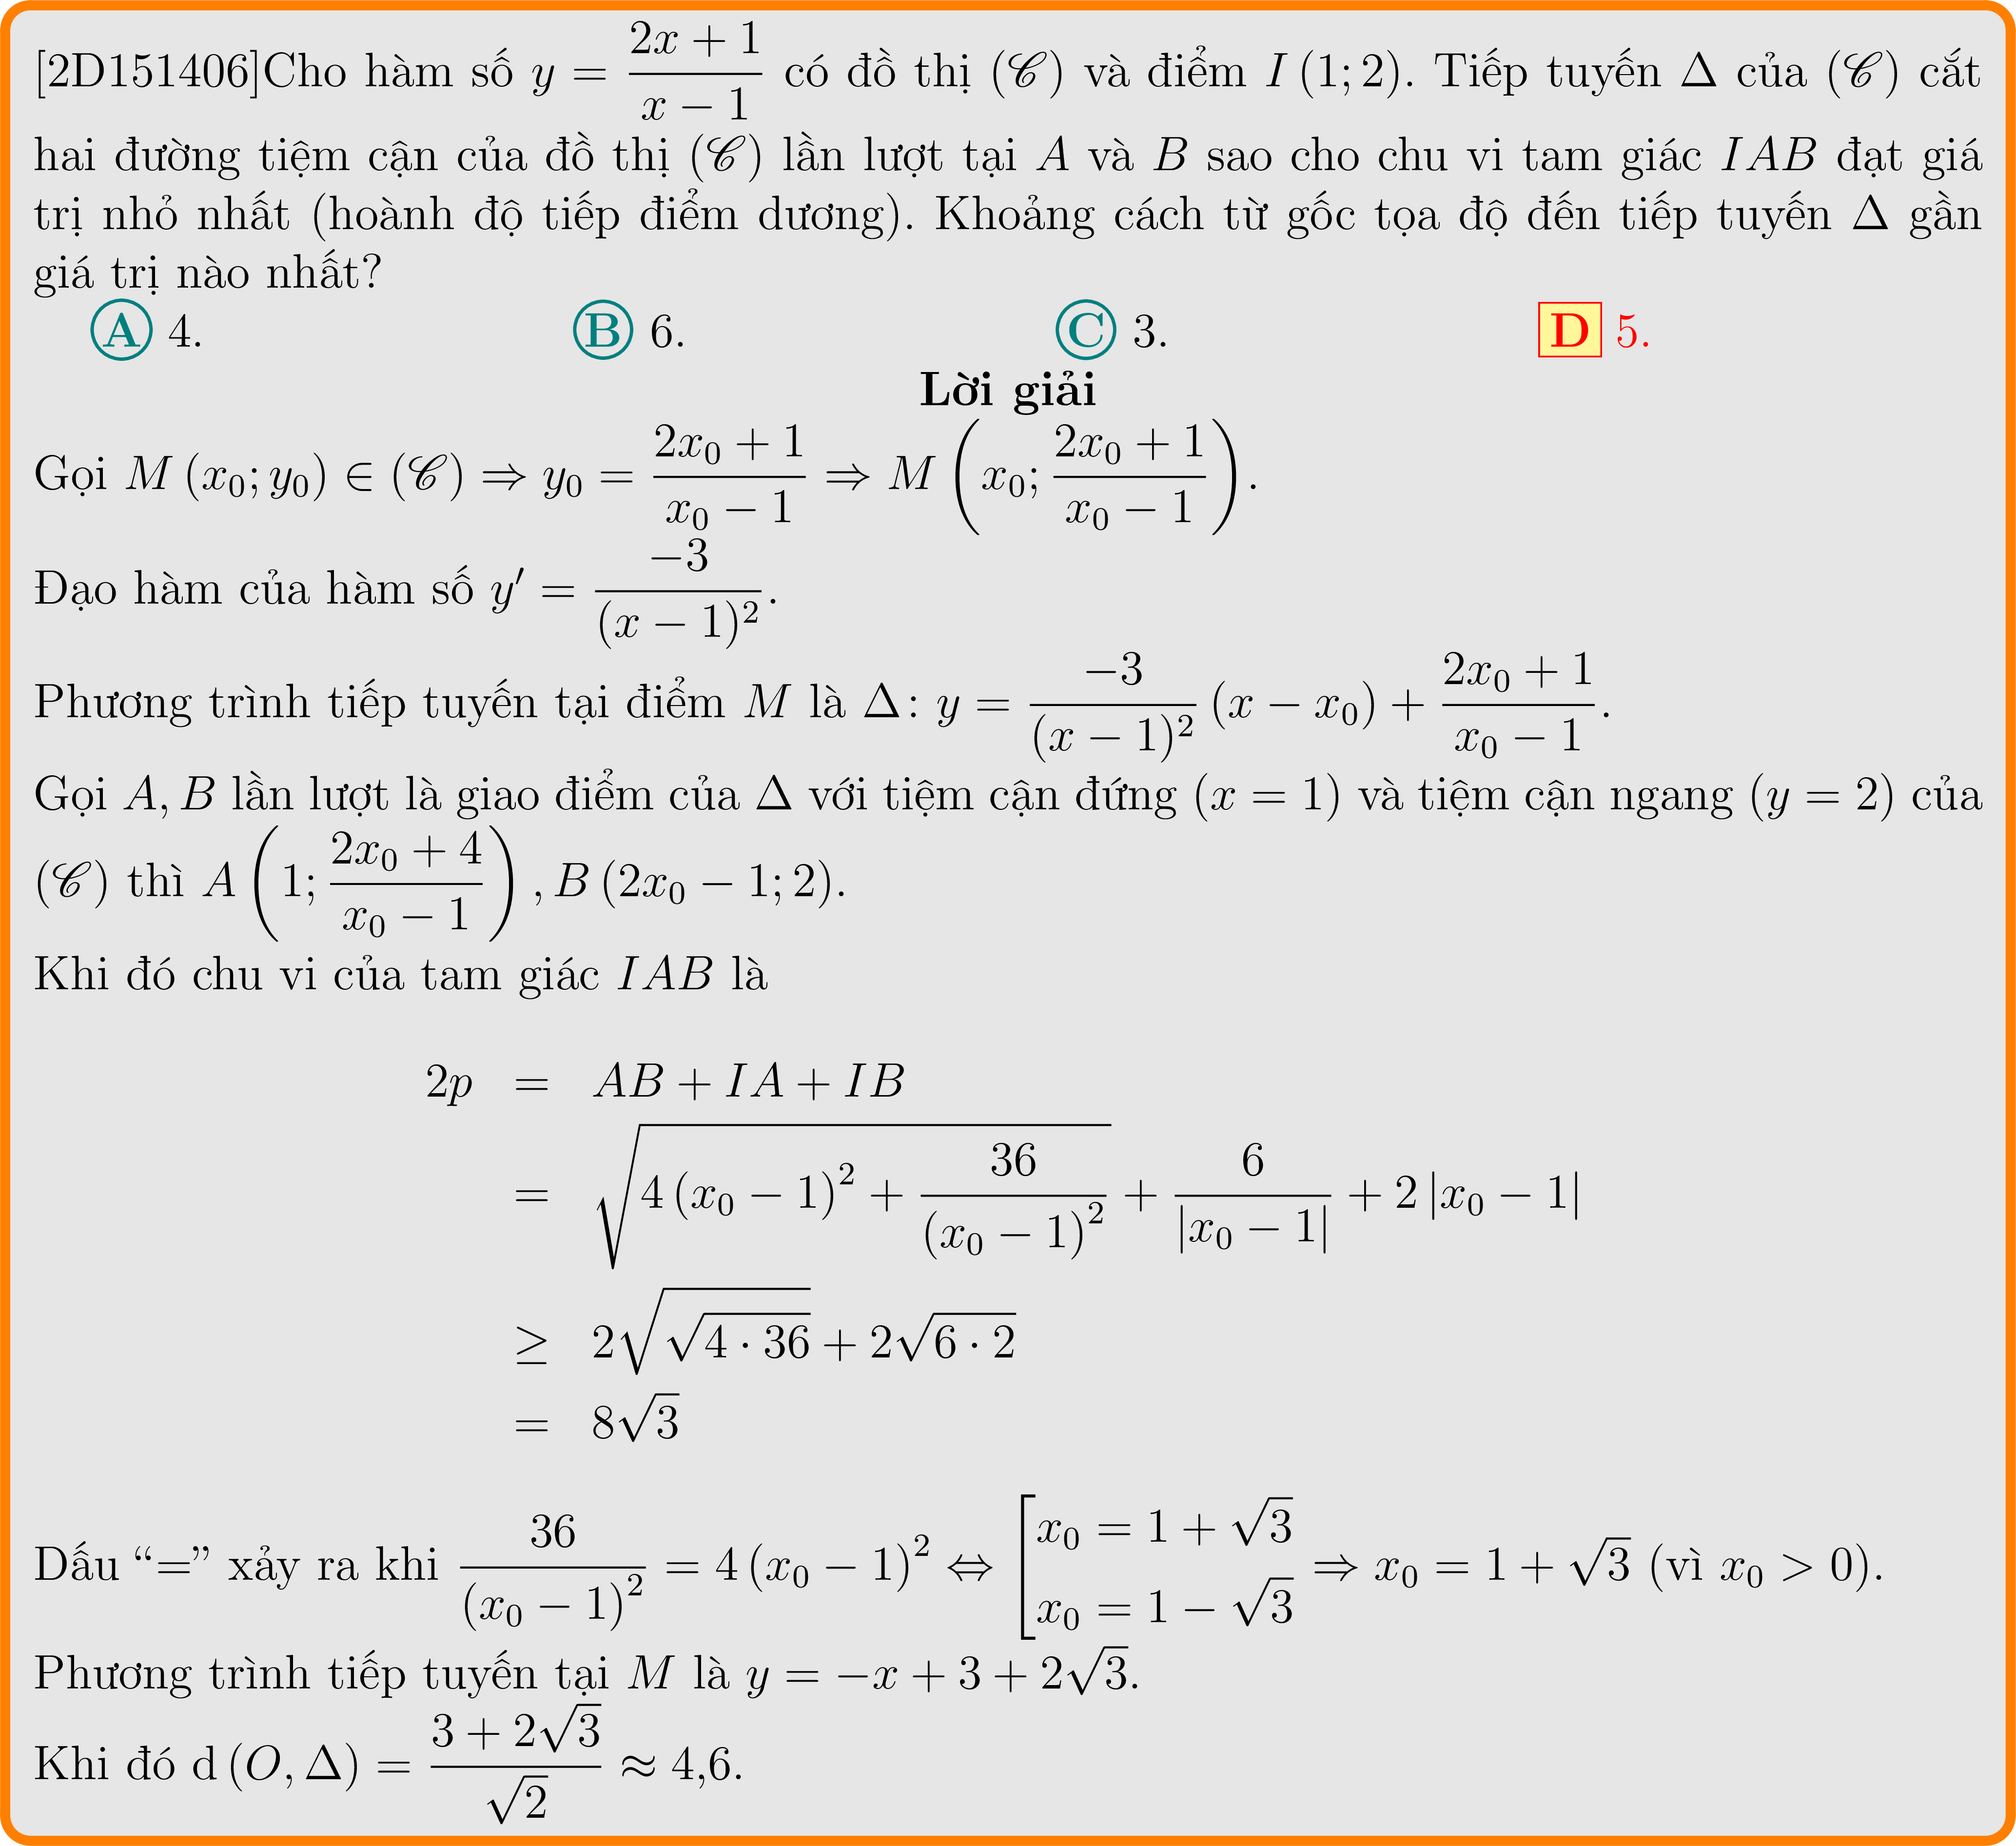 [2D151406]Cho hàm số $y = \dfrac{2x+1}{x-1}$ có đồ thị $(\mathscr{C})$ và điểm $I\,(1;2)$. Tiếp tuyến $\Delta$ của $(\mathscr{C})$ cắt
hai đường tiệm cận của đồ thị $(\mathscr{C})$ lần lượt tại $A$ và $B$ sao cho chu vi tam giác $IAB$ đạt giá
trị nhỏ nhất (hoành độ tiếp điểm dương). Khoảng cách từ gốc tọa độ đến tiếp tuyến $\Delta$ gần
giá trị nào nhất?
A 4. B 6. C 3. D 5.
Lời giải
Gọi $M\,(x_0;y_0) \in (\mathscr{C}) \Rightarrow y_0 = \dfrac{2x_0+1}{x_0-1} \Rightarrow M\left(x_0;\dfrac{2x_0+1}{x_0-1}\right)$.
Đạo hàm của hàm số $y' = \dfrac{-3}{(x-1)^2}$.
Phương trình tiếp tuyến tại điểm $M$ là $\Delta\colon y = \dfrac{-3}{(x-1)^2}\,(x-x_0) + \dfrac{2x_0+1}{x_0-1}$.
Gọi $A, B$ lần lượt là giao điểm của $\Delta$ với tiệm cận đứng $(x=1)$ và tiệm cận ngang $(y=2)$ của
$(\mathscr{C})$ thì $A\left(1;\dfrac{2x_0+4}{x_0-1}\right), B\,(2x_0-1;2)$.
Khi đó chu vi của tam giác $IAB$ là
$2p = AB + IA + IB$
$= \sqrt{4\,(x_0-1)^2 + \dfrac{36}{(x_0-1)^2}} + \dfrac{6}{|x_0-1|} + 2\,|x_0-1|$
$\geq 2\sqrt{\sqrt{4\cdot 36}} + 2\sqrt{6\cdot 2}$
$= 8\sqrt{3}$
Dấu “=” xảy ra khi $\dfrac{36}{(x_0-1)^2} = 4\,(x_0-1)^2 \Leftrightarrow \left[\begin{array}{l} x_0 = 1+\sqrt{3} \\ x_0 = 1-\sqrt{3} \end{array}\right. \Rightarrow x_0 = 1+\sqrt{3}$ (vì $x_0 > 0$).
Phương trình tiếp tuyến tại $M$ là $y = -x + 3 + 2\sqrt{3}$.
Khi đó $\mathrm{d}\,(O,\Delta) = \dfrac{3+2\sqrt{3}}{\sqrt{2}} \approx 4{,}6$.